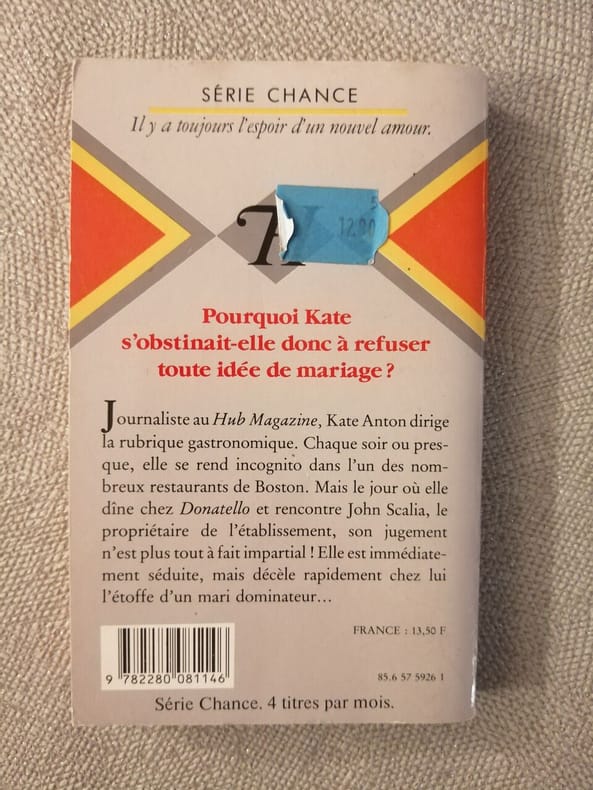 SÉRIE CHANCE
Il y a toujours l'espoir d'un nouvel amour.
Pourquoi Kate
s'obstinait-elle donc à refuser
toute idée de mariage ?
Journaliste au Hub Magazine, Kate Anton dirige
la rubrique gastronomique. Chaque soir ou pres-
que, elle se rend incognito dans l'un des nom-
breux restaurants de Boston. Mais le jour où elle
dîne chez Donatello et rencontre John Scalia, le
propriétaire de l'établissement, son jugement
n'est plus tout à fait impartial ! Elle est immédiate-
ment séduite, mais décèle rapidement chez lui
l'étoffe d'un mari dominateur...
FRANCE : 13,50 F
9 782280 081146
85.6 57 5926 1
Série Chance. 4 titres par mois.